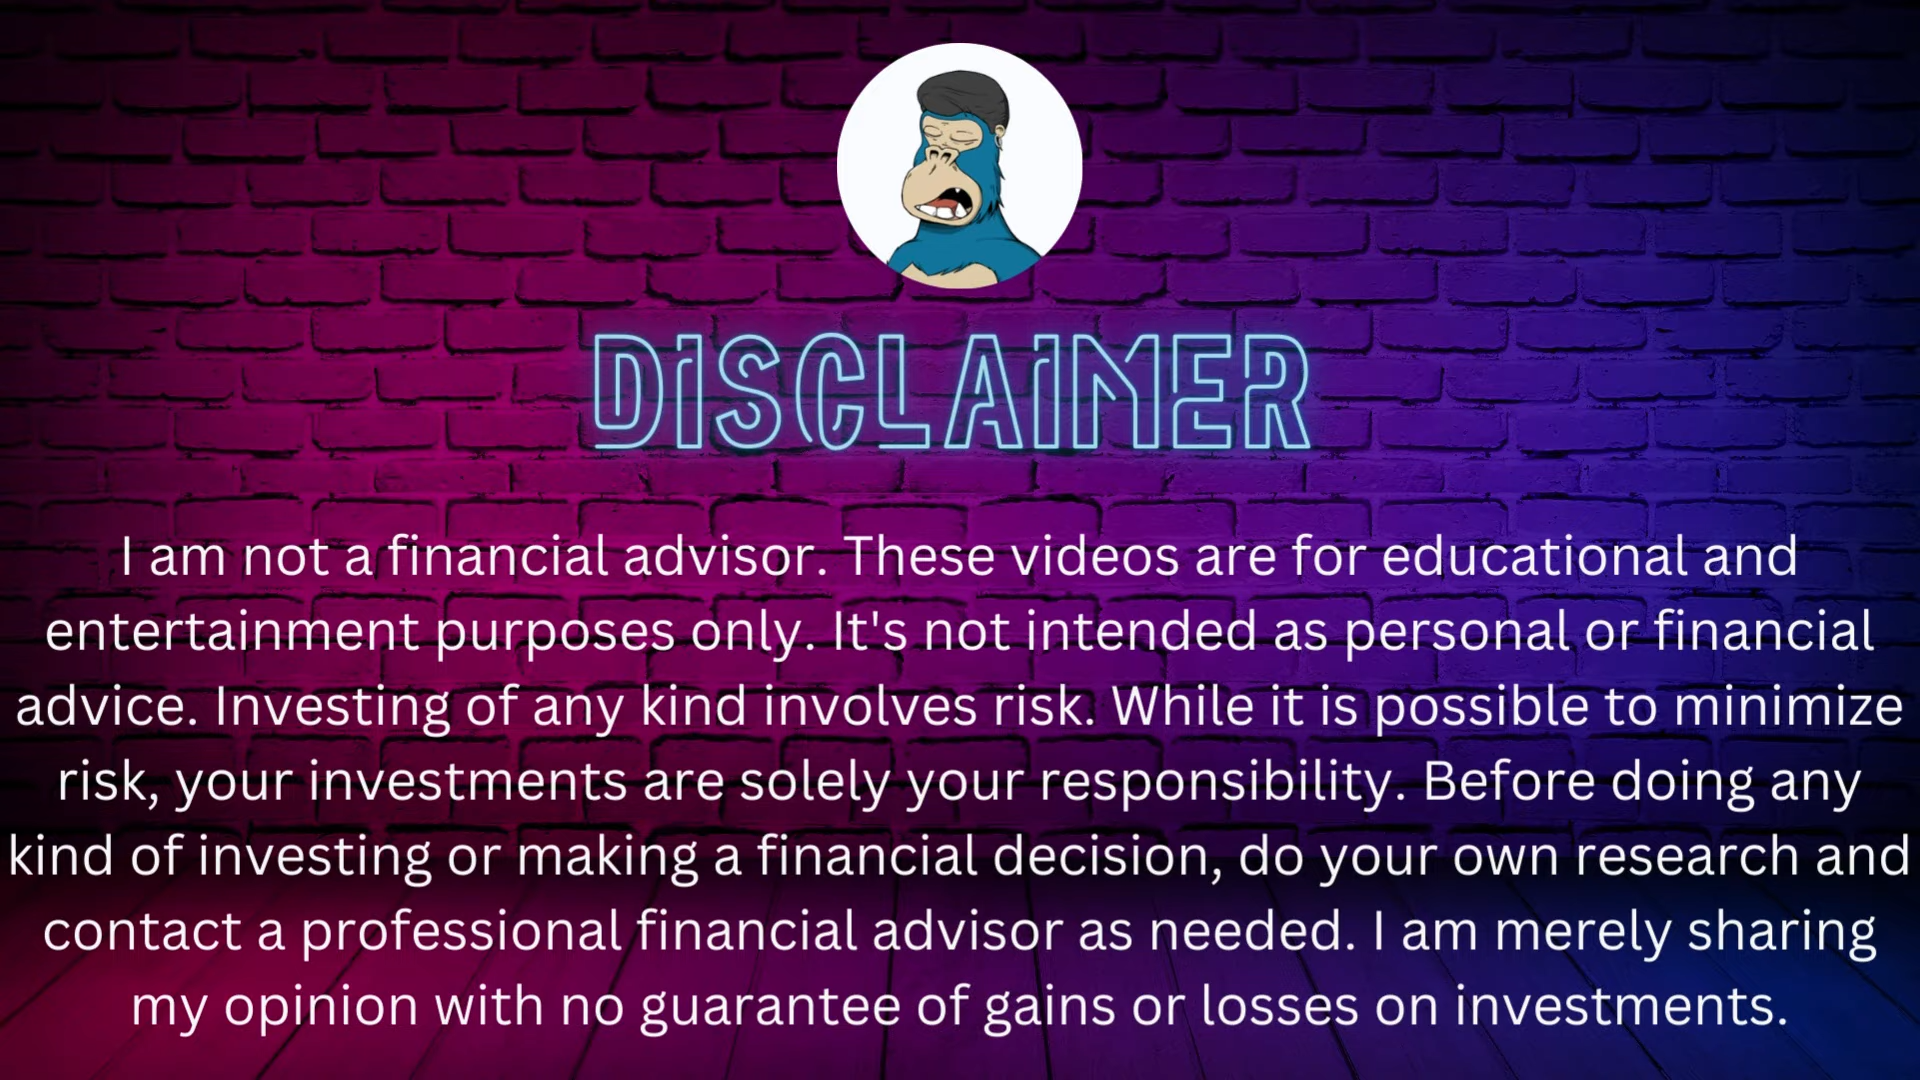 DISCLAIMER
I am not a financial advisor. These videos are for educational and
entertainment purposes only. It's not intended as personal or financial
advice. Investing of any kind involves risk. While it is possible to minimize
risk, your investments are solely your responsibility. Before doing any
kind of investing or making a financial decision, do your own research and
contact a professional financial advisor as needed. I am merely sharing
my opinion with no guarantee of gains or losses on investments.